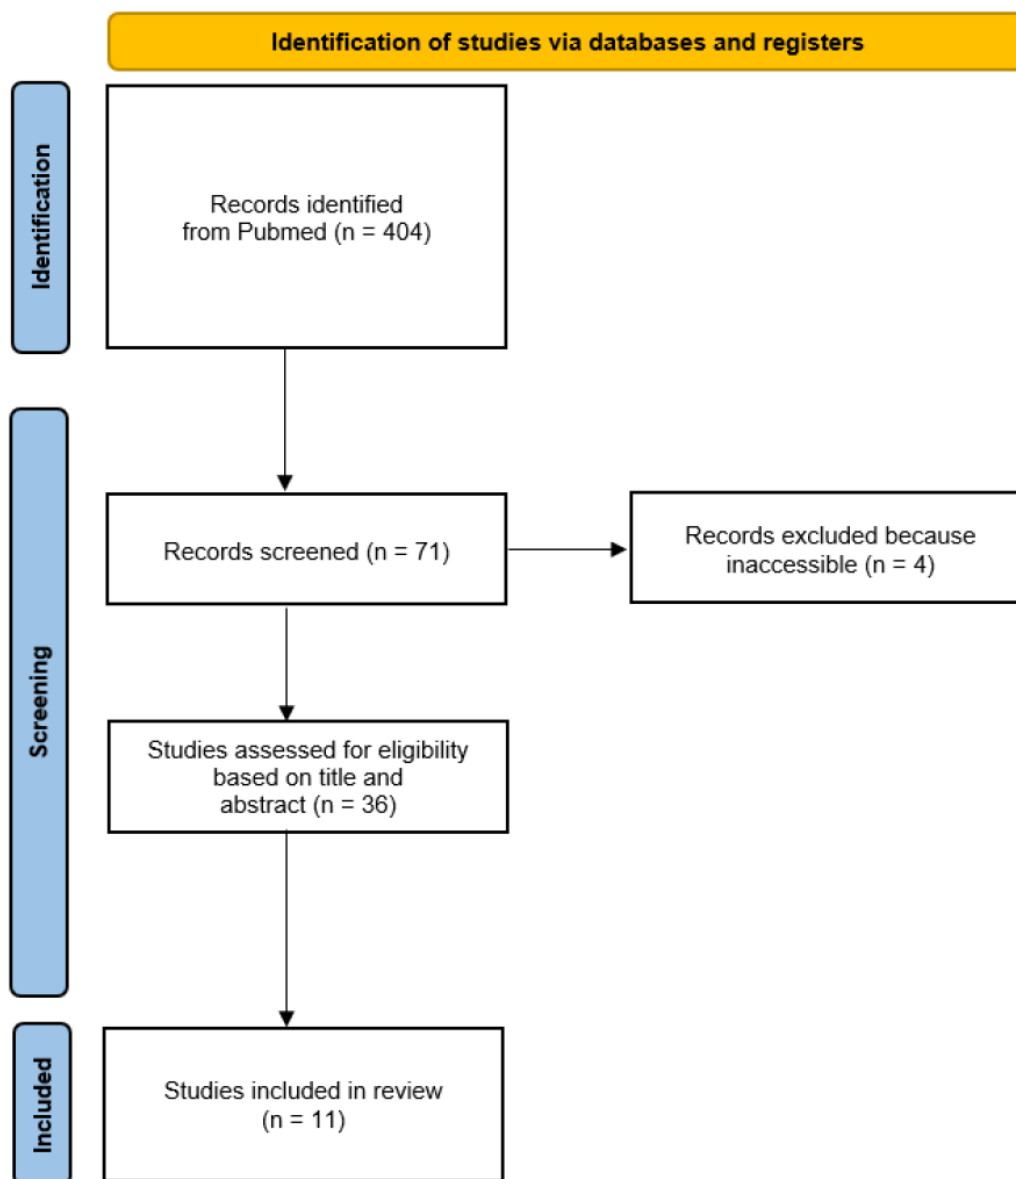 Identification of studies via databases and registers
Identification
Records identified
from Pubmed (n = 404)
Screening
Records screened (n = 71)
Records excluded because
inaccessible (n = 4)
Studies assessed for eligibility
based on title and
abstract (n = 36)
Included
Studies included in review
(n = 11)